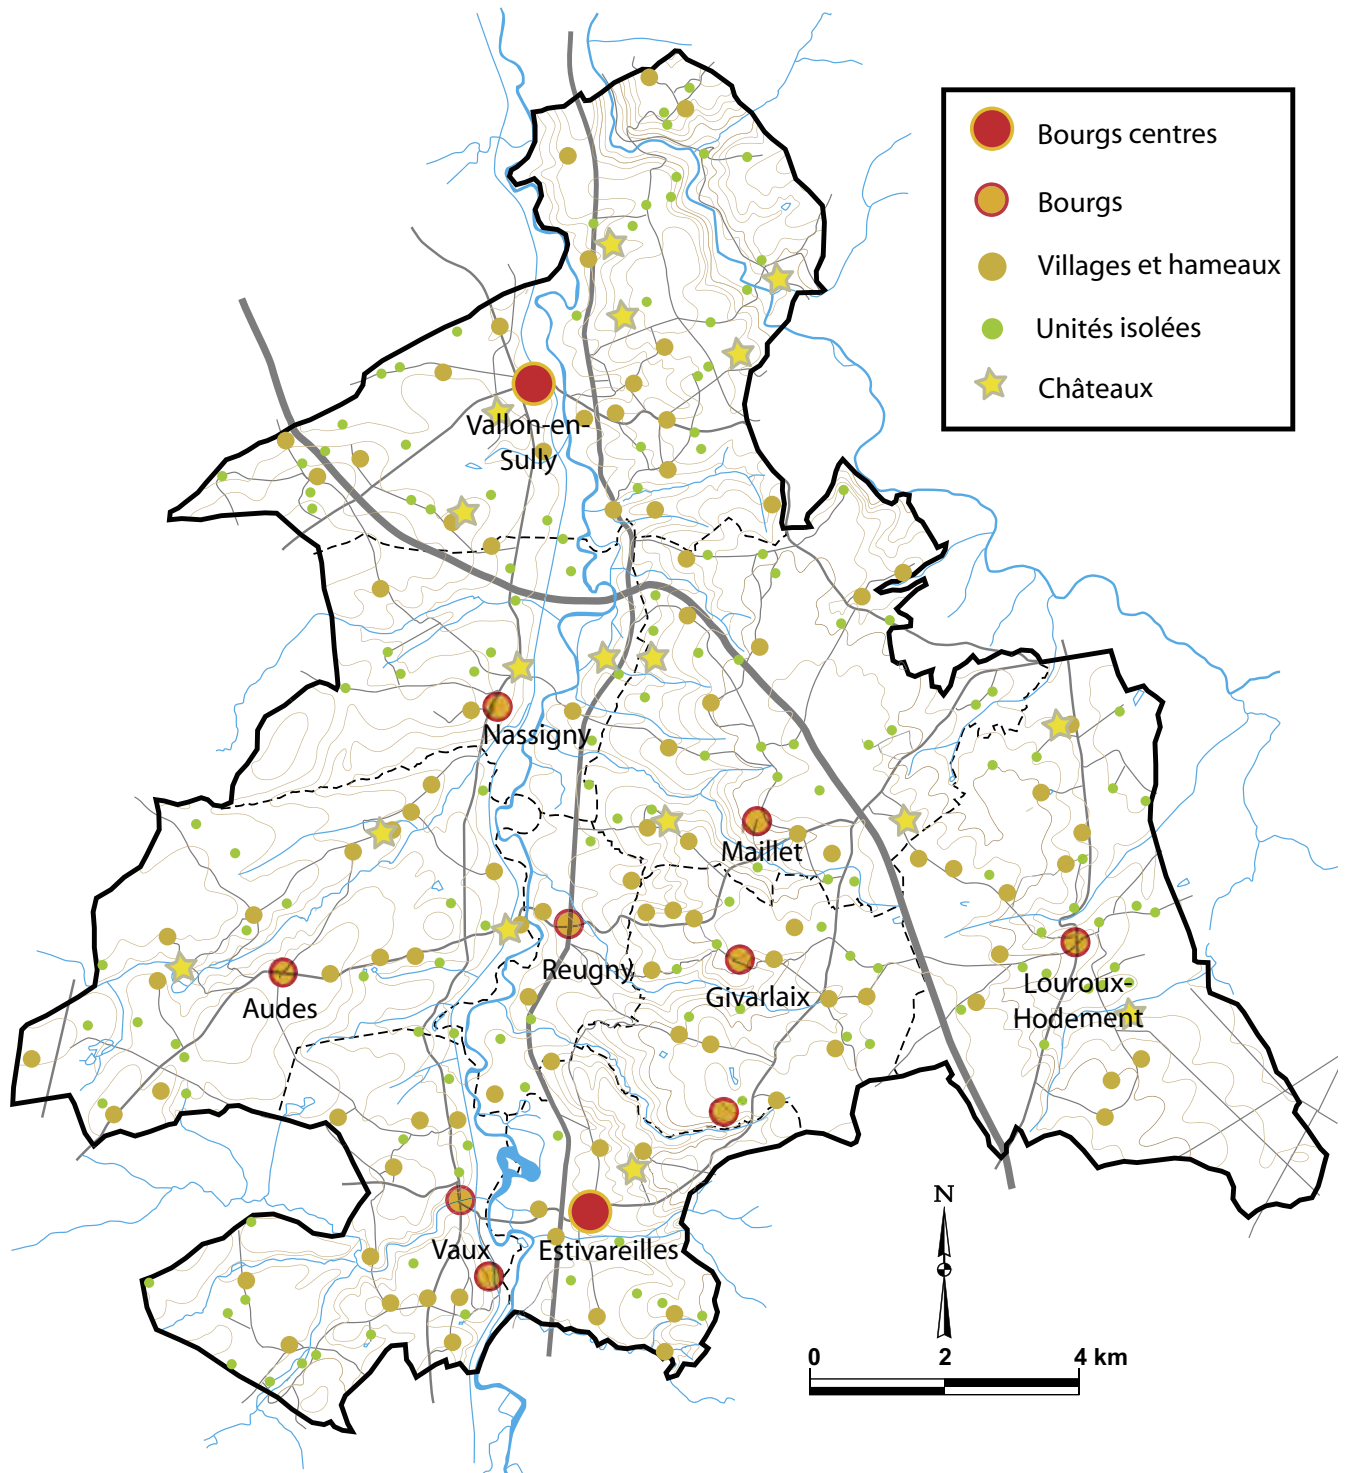 Bourgs centres
Bourgs
Villages et hameaux
Unités isolées
Châteaux
Vallon-en-
Sully
Nassigny
Maillet
Reugny
Givarlaix
Audes
Louroux-
Hodement
Vaux
Estivareilles
N
0 2 4 km